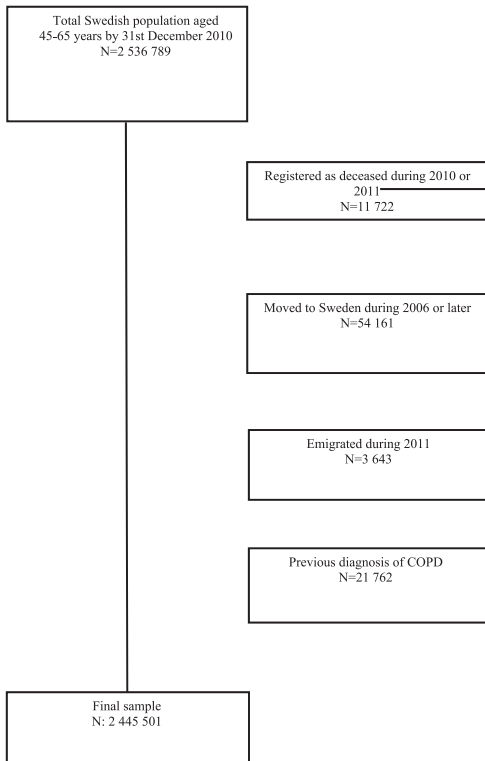 Total Swedish population aged
45-65 years by 31st December 2010
N=2 536 789
Registered as deceased during 2010 or
2011
N=11 722
Moved to Sweden during 2006 or later
N=54 161
Emigrated during 2011
N=3 643
Previous diagnosis of COPD
N=21 762
Final sample
N: 2 445 501